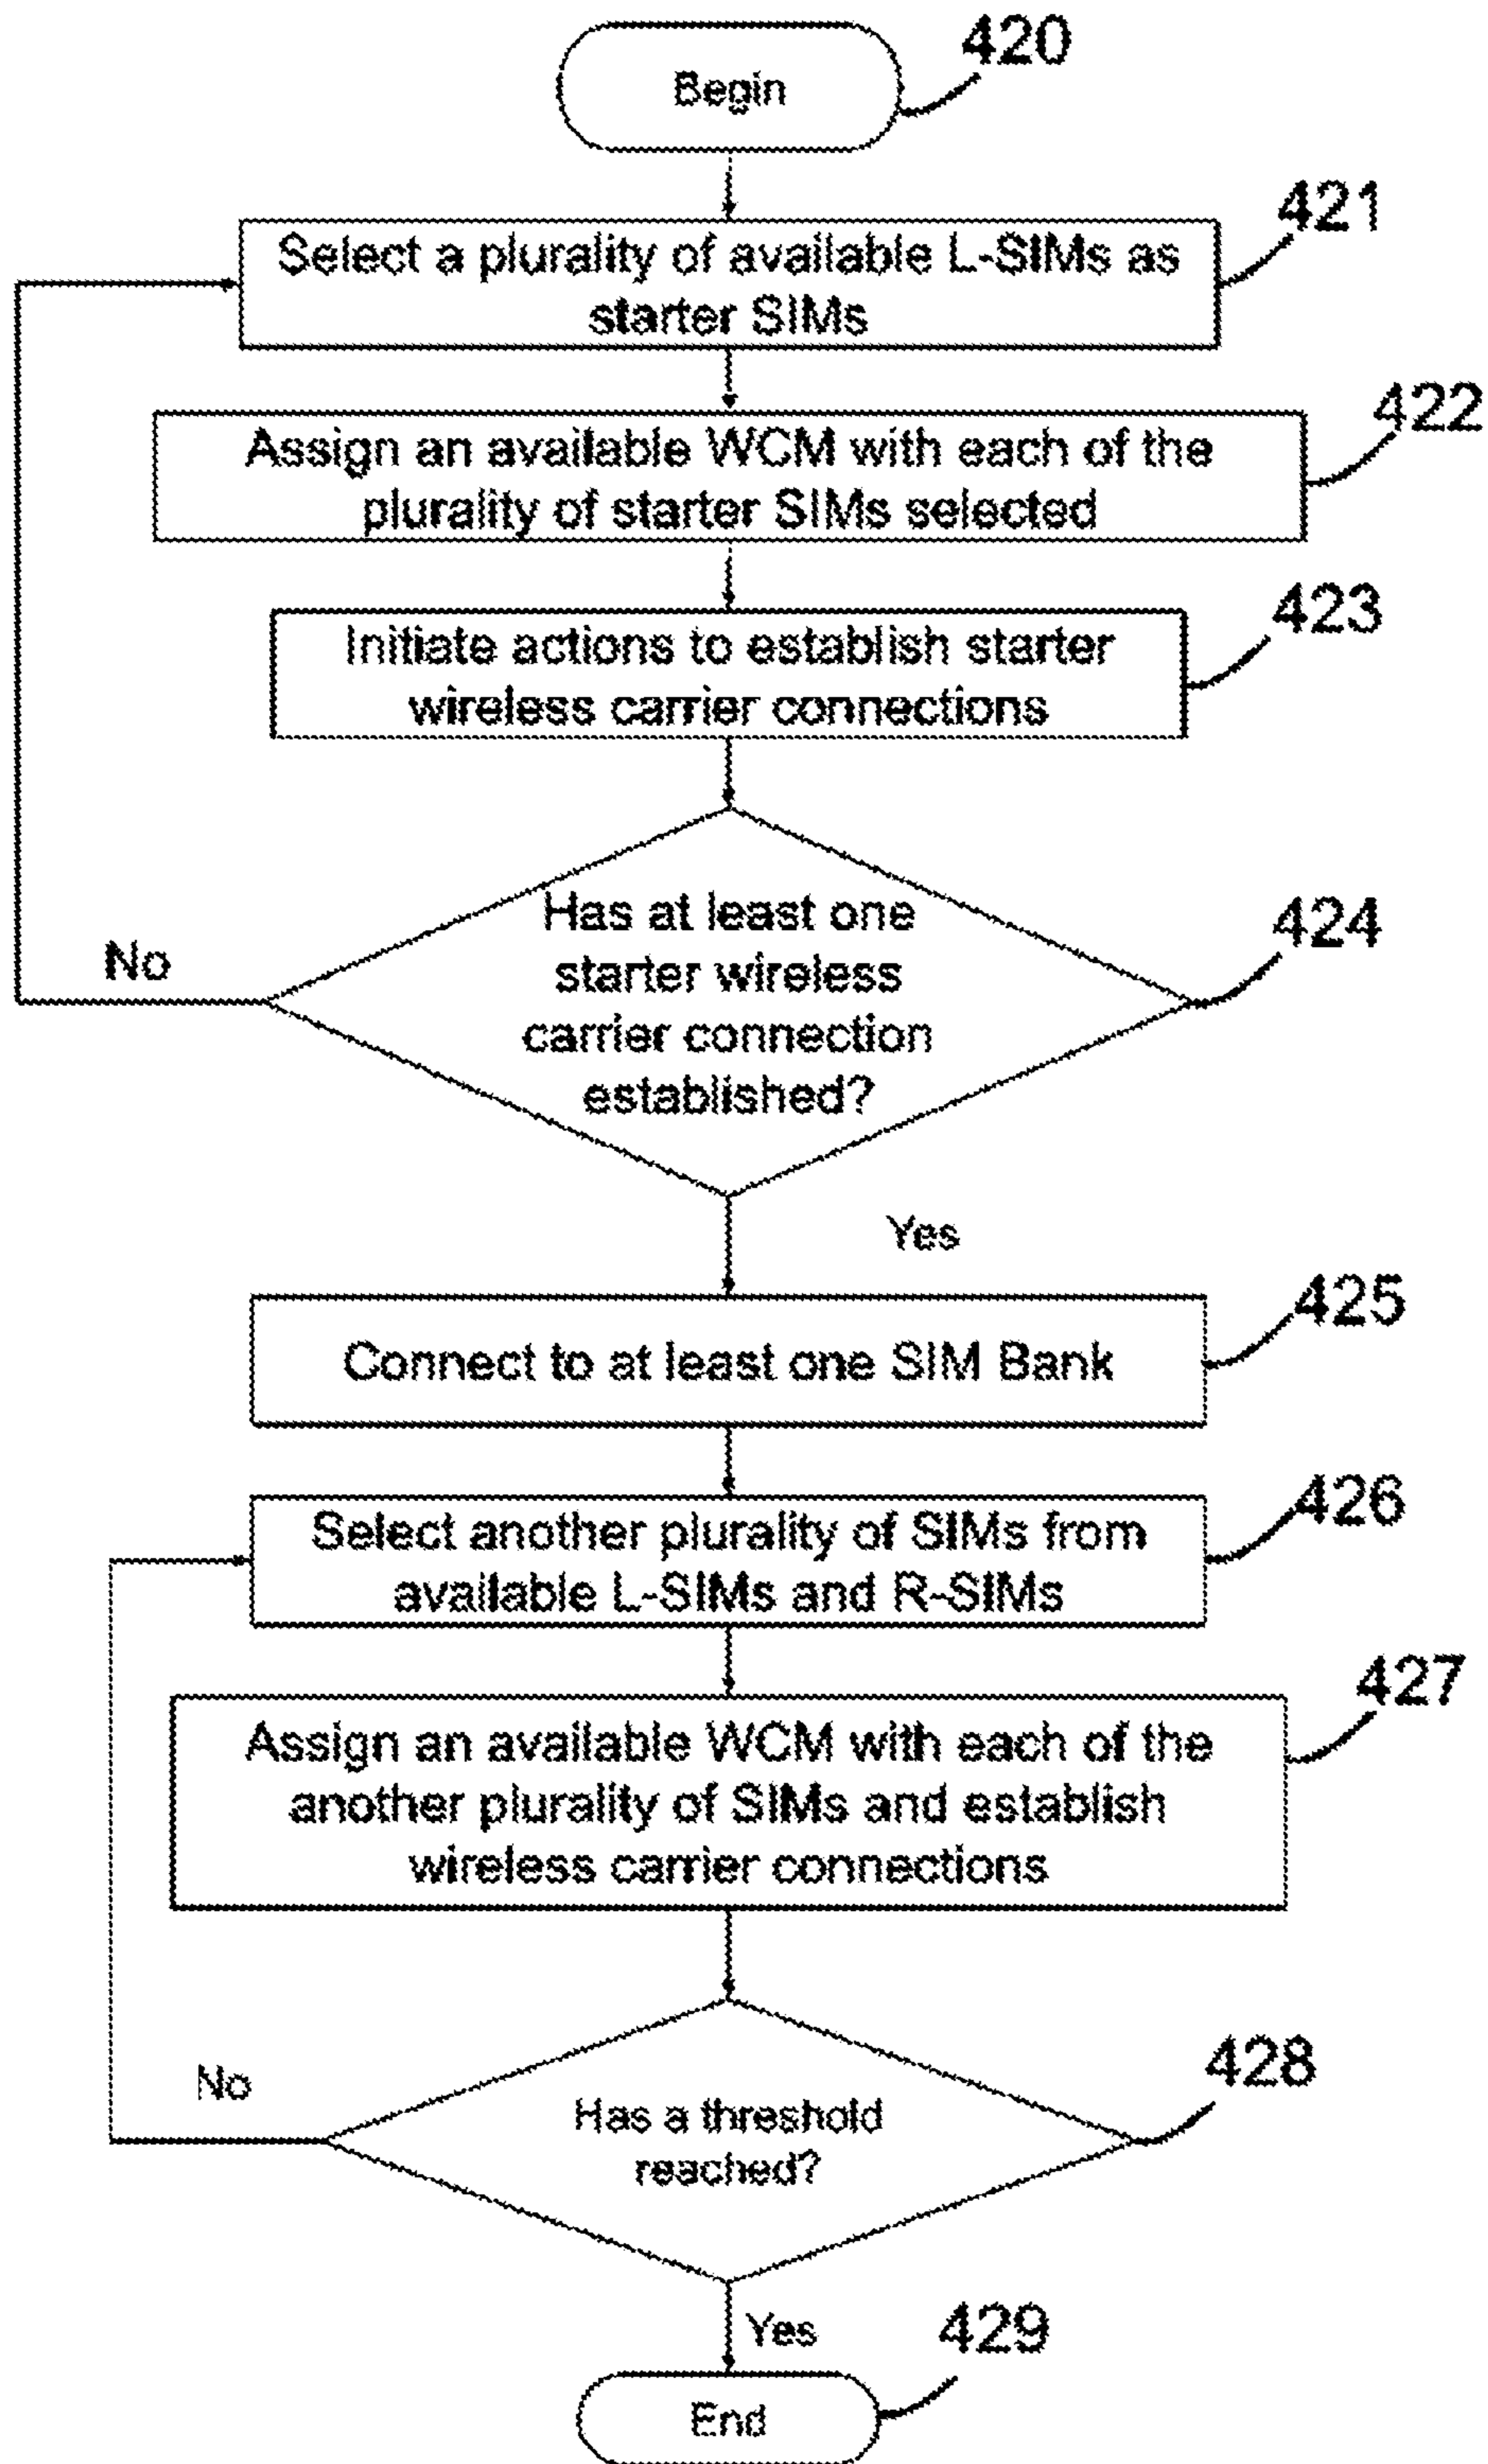 420
Begin
421
Select a plurality of available L-SIMs as
starter SIMs
422
Assign an available WCM with each of the
plurality of starter SIMs selected
423
Initiate actions to establish starter
wireless carrier connections
424
Has at least one
starter wireless
carrier connection
established?
No
Yes
425
Connect to at least one SIM Bank
426
Select another plurality of SIMs from
available L-SIMs and R-SIMs
427
Assign an available WCM with each of the
another plurality of SIMs and establish
wireless carrier connections
428
No
Has a threshold
reached?
Yes
429
End